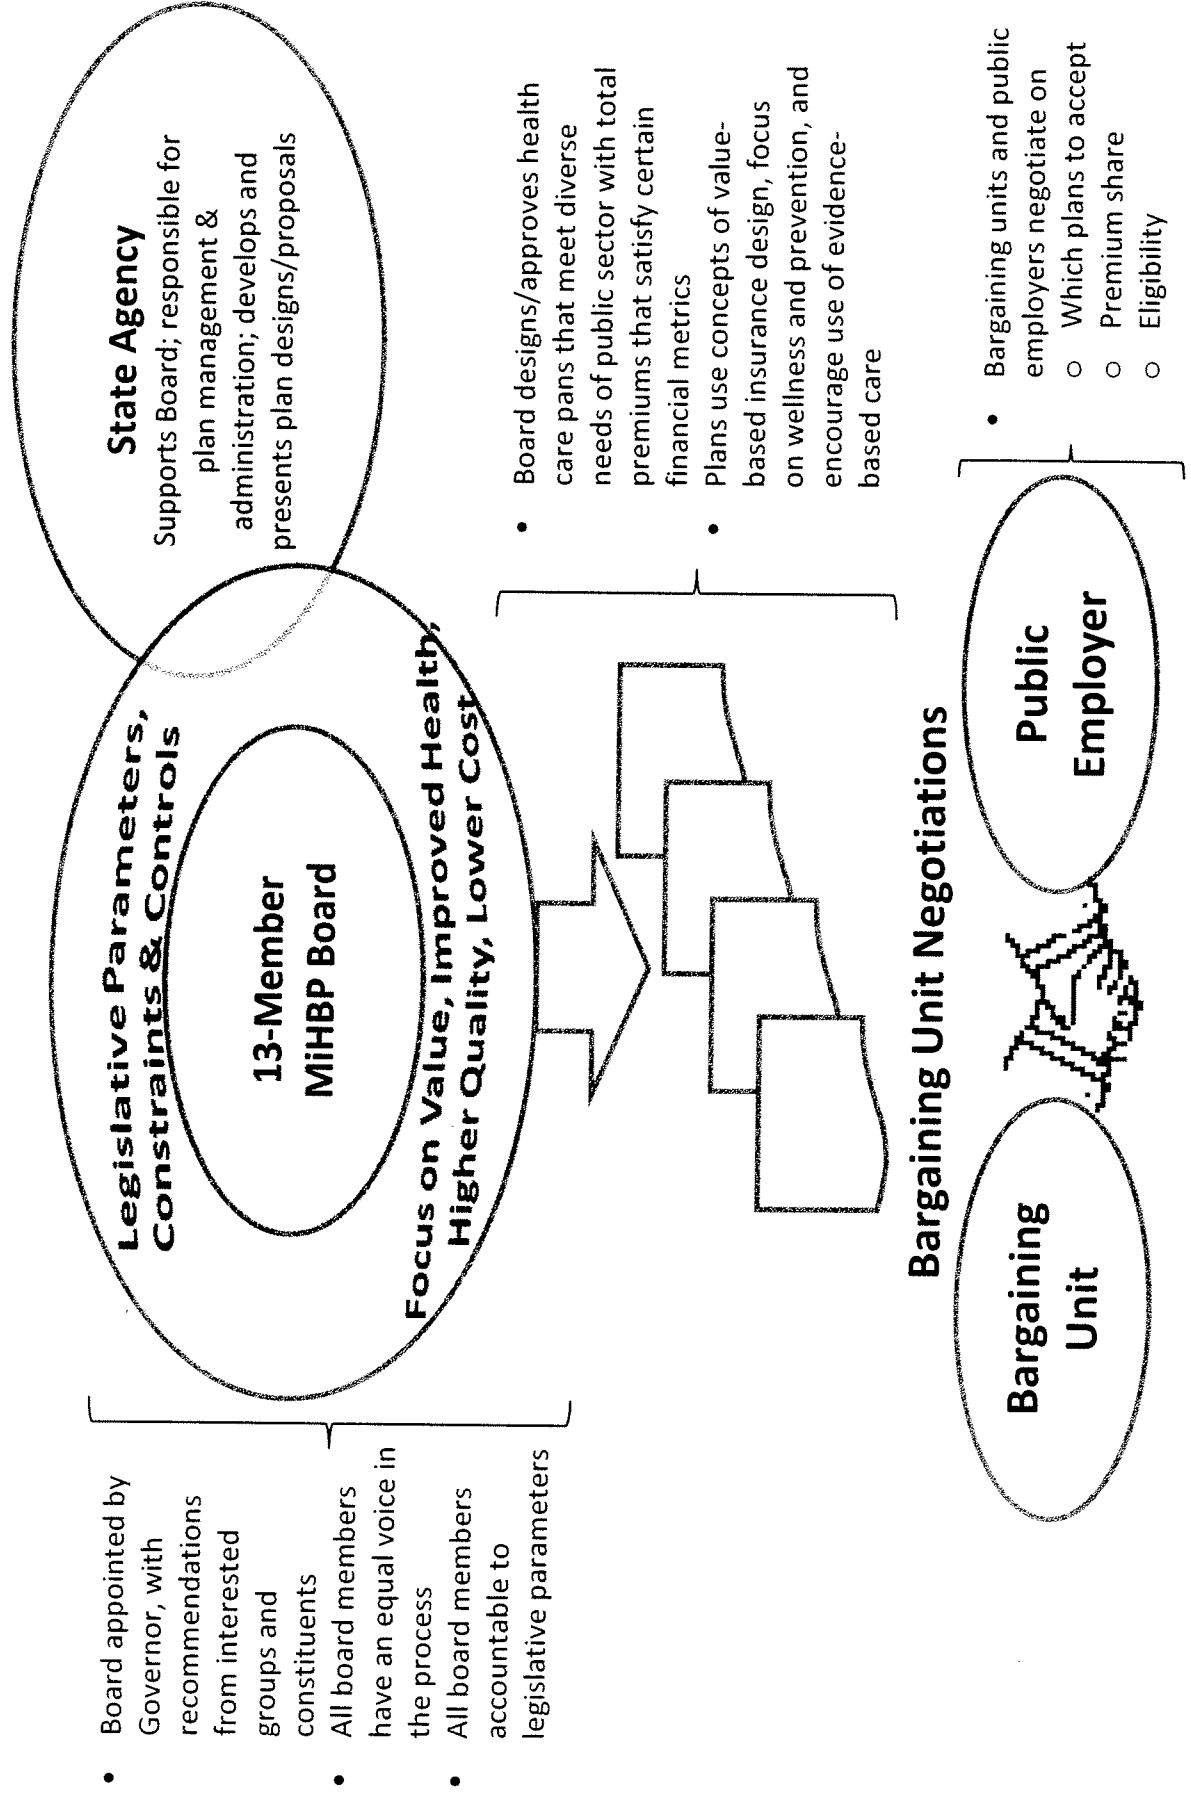 State Agency
Supports Board; responsible for
plan management &
administration; develops and
presents plan designs/proposals
Legislative Parameters,
Constraints & Controls
13-Member
MiHBP Board
Focus on Value, Improved Health,
Higher Quality, Lower Cost
• Board appointed by
Governor, with
recommendations
from interested
groups and
constituents
• All board members
have an equal voice in
the process
• All board members
accountable to
legislative parameters
• Board designs/approves health
care pans that meet diverse
needs of public sector with total
premiums that satisfy certain
financial metrics
• Plans use concepts of value-
based insurance design, focus
on wellness and prevention, and
encourage use of evidence-
based care
Bargaining Unit Negotiations
Bargaining
Unit
Public
Employer
• Bargaining units and public
employers negotiate on
o Which plans to accept
o Premium share
o Eligibility